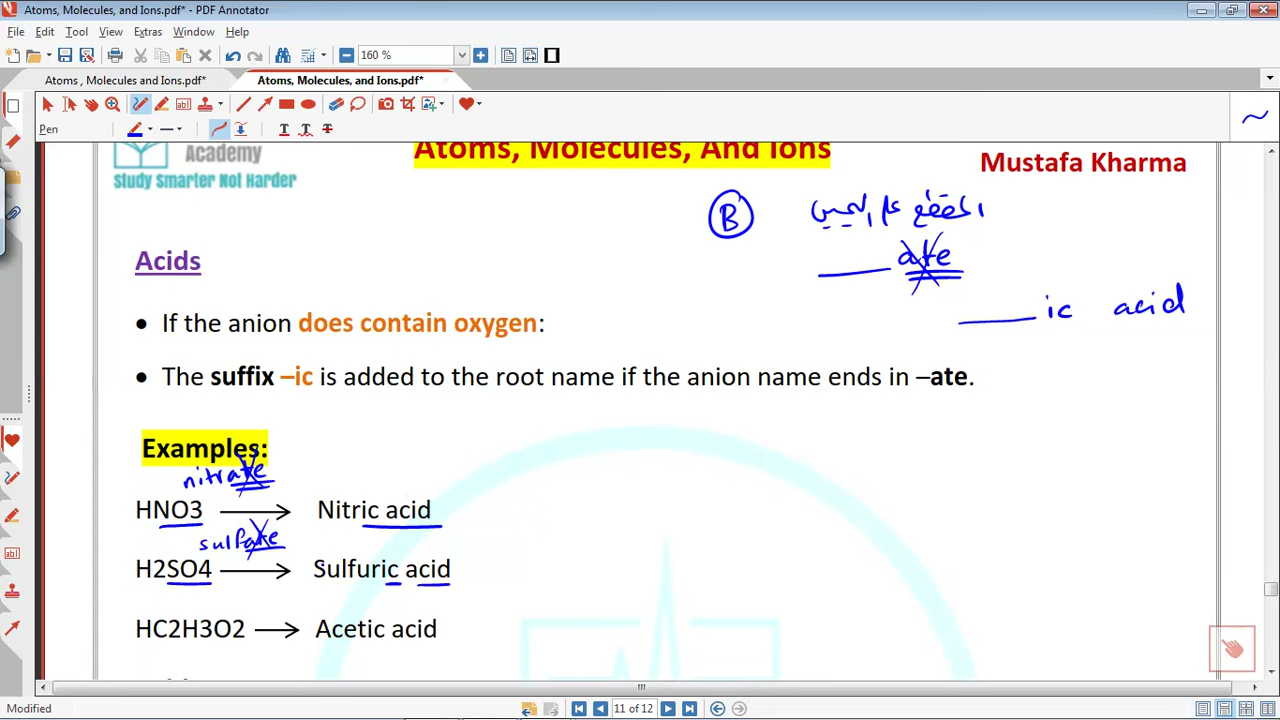 Atoms, Molecules, and Ions.pdf* - PDF Annotator
File Edit Tool View Extras Window Help
160 %
Atoms , Molecules and Ions.pdf*
Atoms, Molecules, and Ions.pdf*
Pen
Academy
Study Smarter Not Harder
Atoms, Molecules, And Ions
Mustafa Kharma
B
ate
ic acid
Acids
If the anion does contain oxygen:
The suffix –ic is added to the root name if the anion name ends in –ate.
Examples:
nitrate
HNO3 Nitric acid
sulfate
H2SO4 Sulfuric acid
HC2H3O2 Acetic acid
Modified
11 of 12